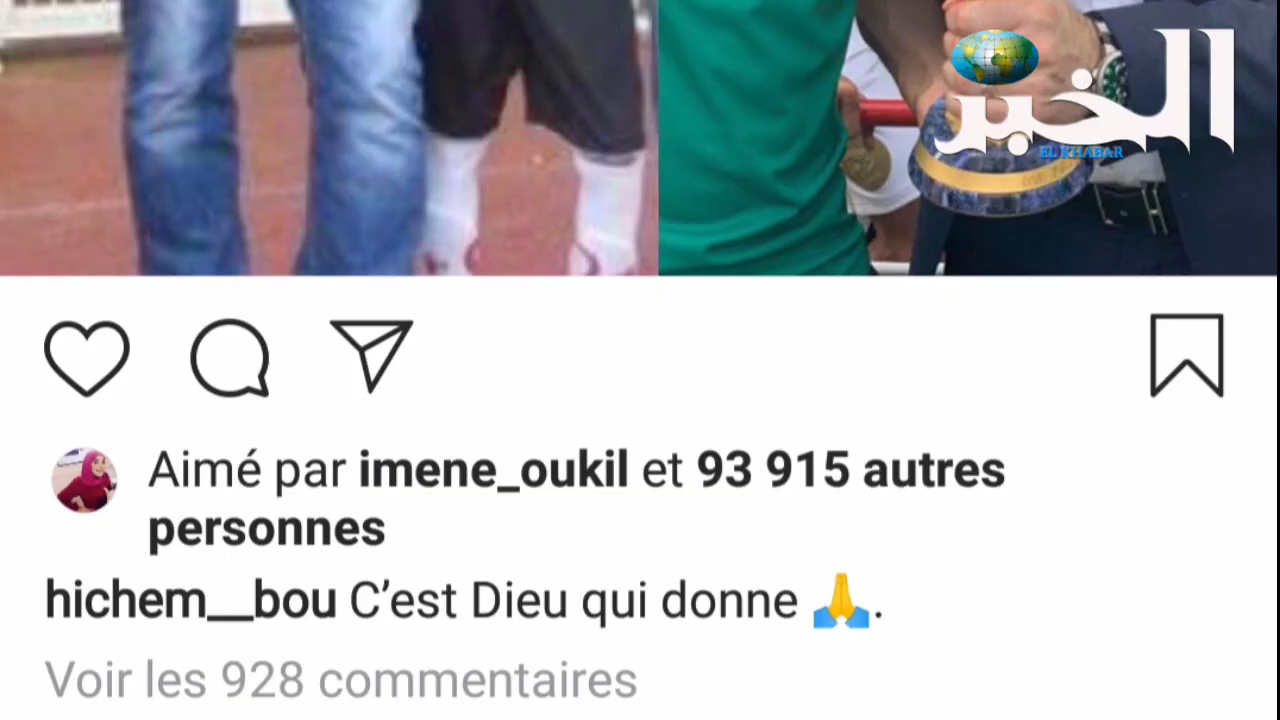 الخبر
EL KHABAR
Aimé par imene_oukil et 93 915 autres
personnes
hichem__bou C’est Dieu qui donne 🙏.
Voir les 928 commentaires